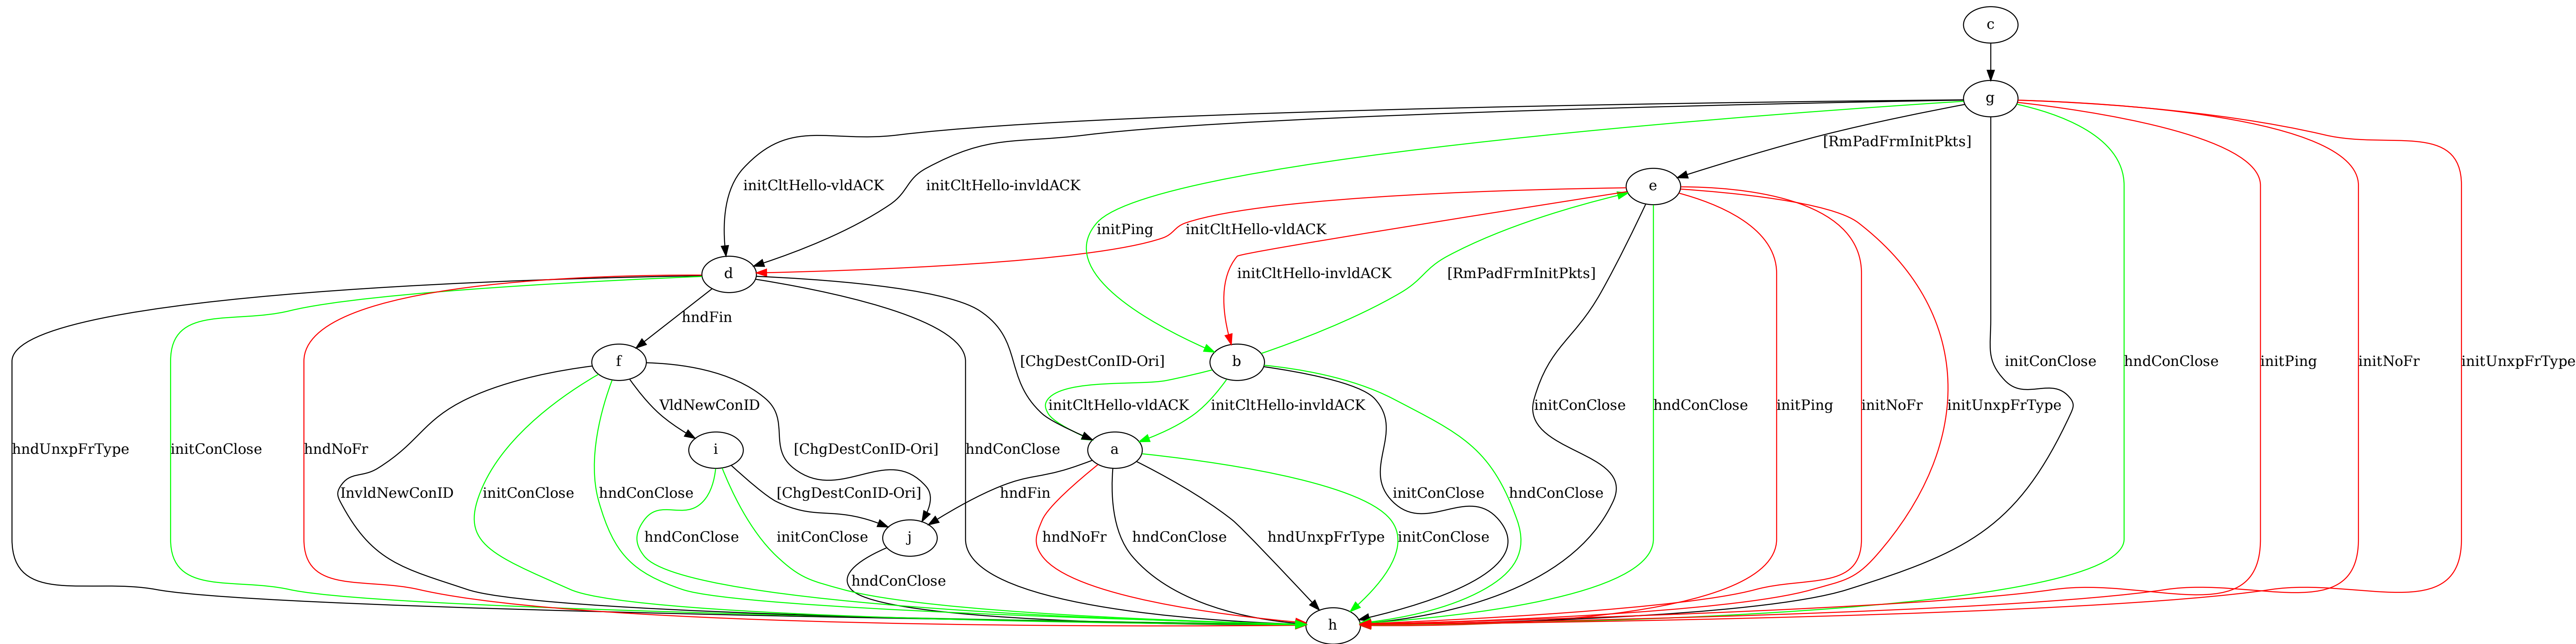 c
g
[RmPadFrmInitPkts]
e
initCltHello-vldACK
initCltHello-invldACK
initPing
initCltHello-vldACK
d
initCltHello-invldACK
[RmPadFrmInitPkts]
hndFin
f
[ChgDestConID-Ori]
b
initConClose
hndConClose
initPing
initNoFr
initUnxpFrType
VldNewConID
initCltHello-vldACK
initCltHello-invldACK
initConClose
hndConClose
initPing
initNoFr
initUnxpFrType
hndUnxpFrType
initConClose
hndNoFr
i
[ChgDestConID-Ori]
hndConClose
a
InvldNewConID
initConClose
hndConClose
[ChgDestConID-Ori]
hndFin
initConClose
hndConClose
hndConClose
initConClose
j
hndNoFr
hndConClose
hndUnxpFrType
initConClose
hndConClose
h